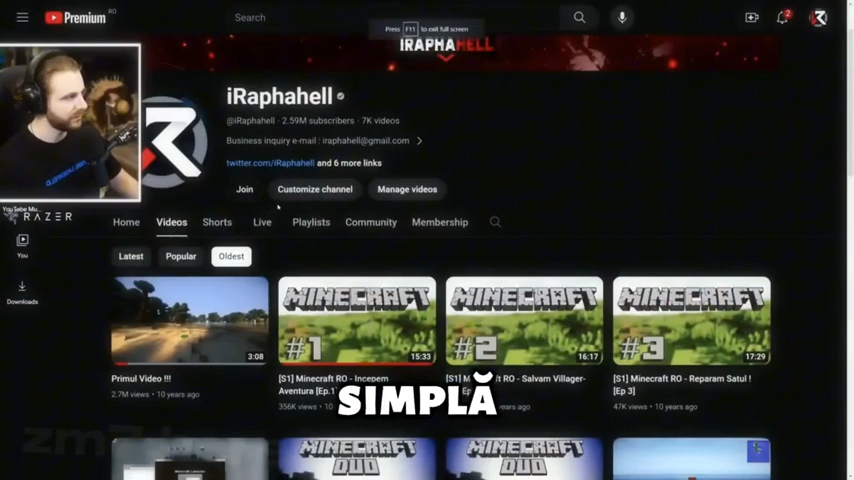 Premium RO
Search
Press F11 to exit full screen
IRAPHAHELL
iRaphahell
@iRaphahell · 2.59M subscribers · 7K videos
Business inquiry e-mail : iraphahell@gmail.com
twitter.com/iRaphahell and 6 more links
Join
Customize channel
Manage videos
YouTube Mu...
RAZER
Home
Videos
Shorts
Live
Playlists
Community
Membership
You
Latest
Popular
Oldest
Downloads
3:08
MINECRAFT
#1
15:33
MINECRAFT
#2
16:17
MINECRAFT
#3
17:29
Primul Video !!!
2.7M views · 10 years ago
[S1] Minecraft RO - Incepem
Aventura [Ep.1
356K views · 10
[S1] Minecraft RO - Salvam Villager-
years ago
[S1] Minecraft RO - Reparam Satul !
[Ep 3]
47K views · 10 years ago
SIMPLĂ
MINECRAFT
DUO
MINECRAFT
DUO